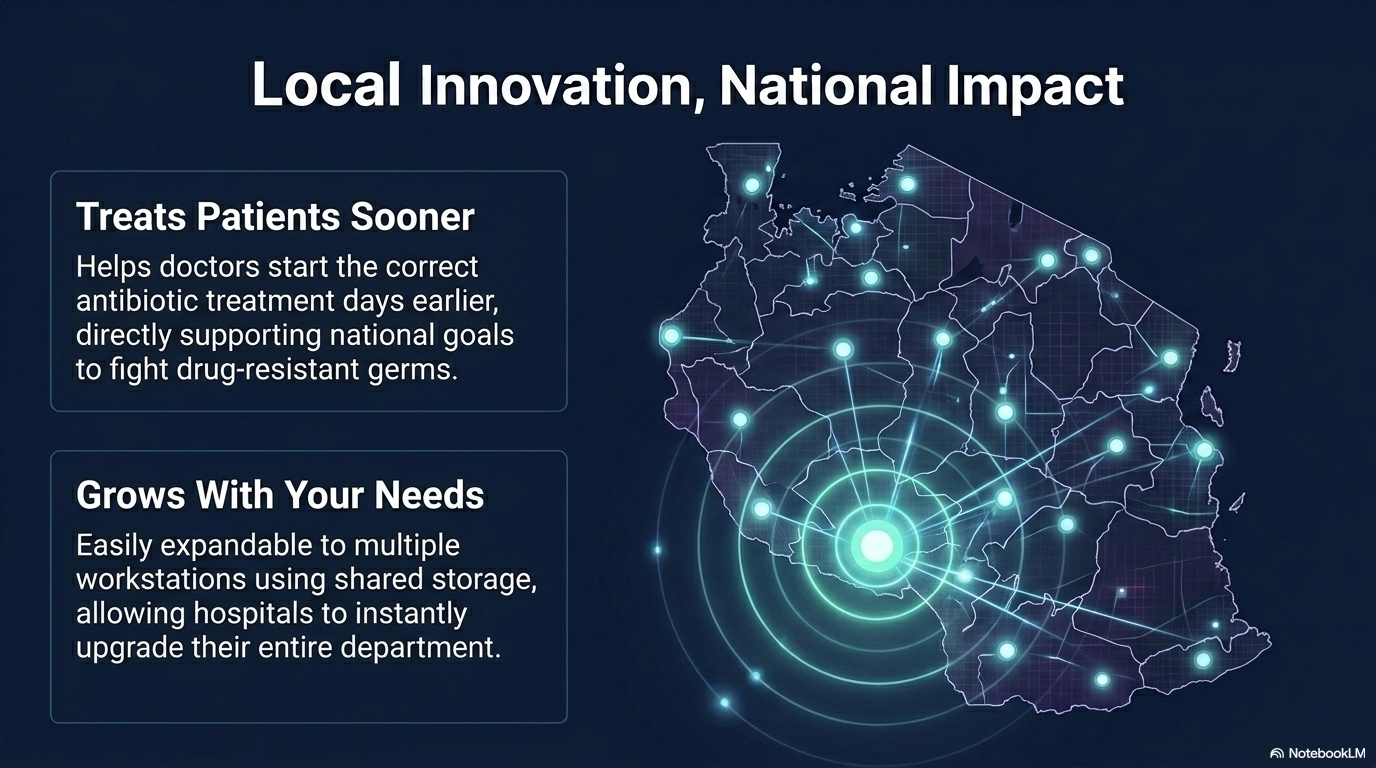 Local Innovation, National Impact
Treats Patients Sooner
Helps doctors start the correct
antibiotic treatment days earlier,
directly supporting national goals
to fight drug-resistant germs.
Grows With Your Needs
Easily expandable to multiple
workstations using shared storage,
allowing hospitals to instantly
upgrade their entire department.
NotebookLM